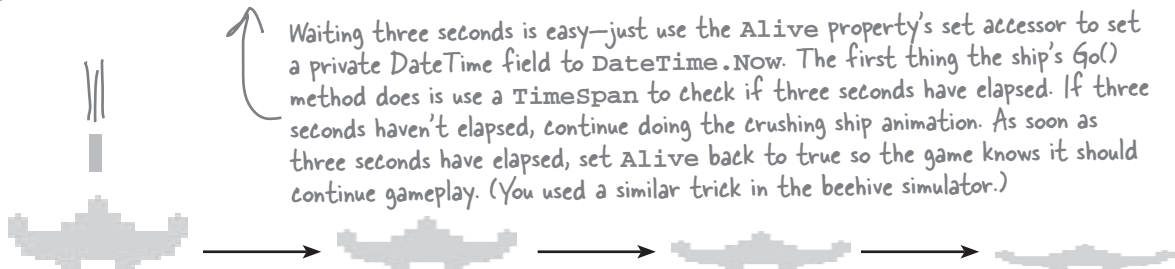 Waiting three seconds is easy—just use the Alive property's set accessor to set
a private DateTime field to DateTime.Now. The first thing the ship's Go()
method does is use a TimeSpan to check if three seconds have elapsed. If three
seconds haven't elapsed, continue doing the crushing ship animation. As soon as
three seconds have elapsed, set Alive back to true so the game knows it should
continue gameplay. (You used a similar trick in the beehive simulator.)